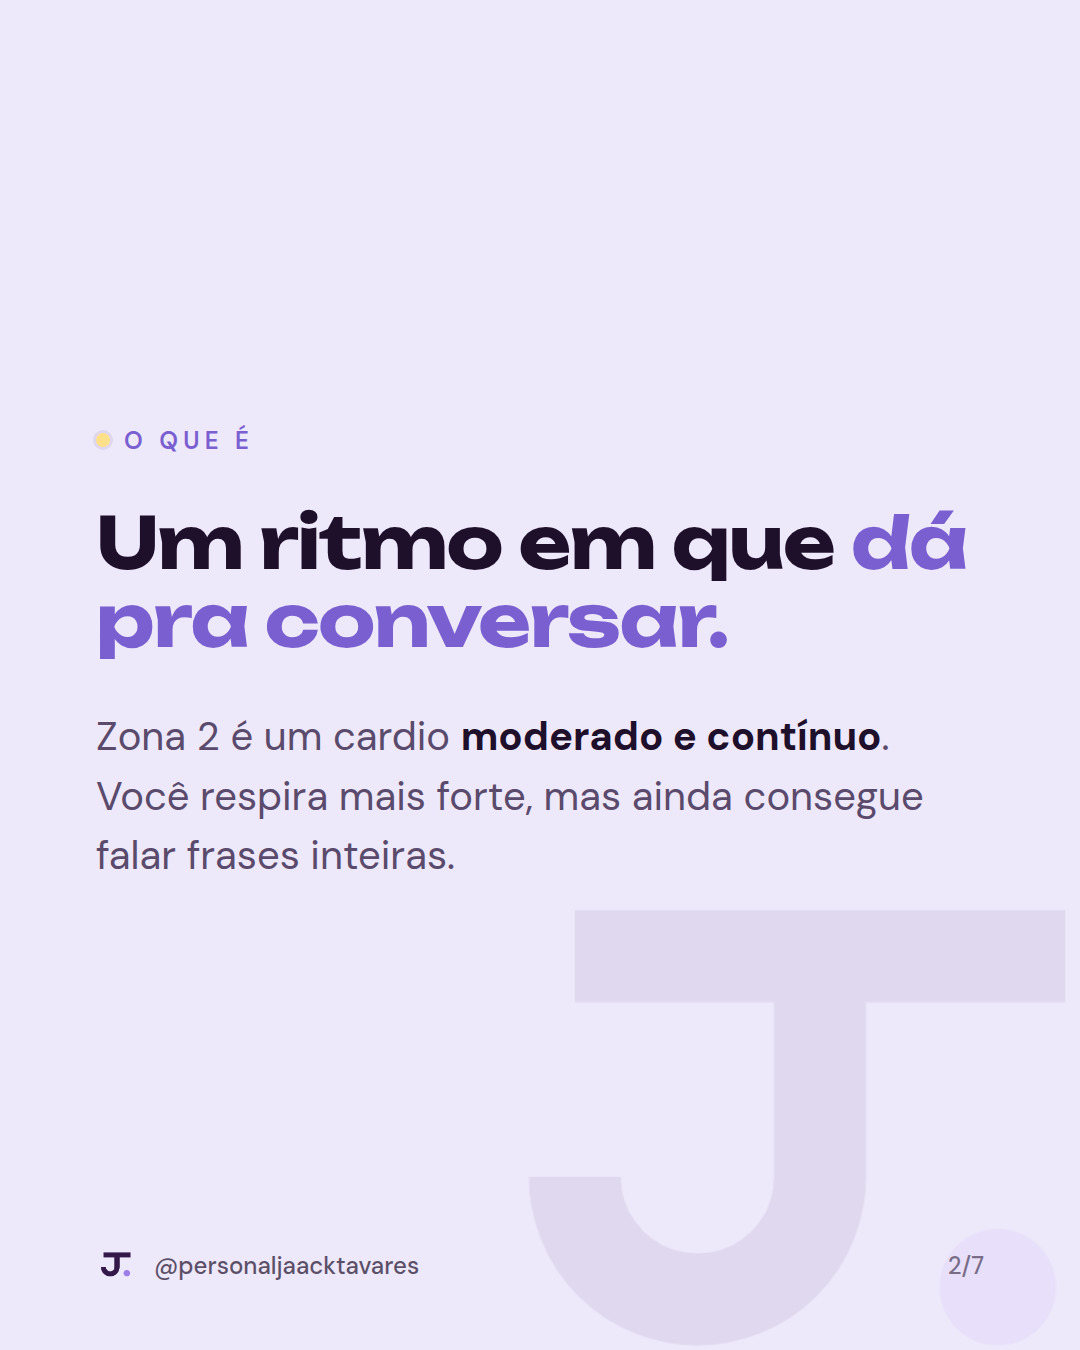 O QUE É
Um ritmo em que dá
pra conversar.
Zona 2 é um cardio moderado e contínuo.
Você respira mais forte, mas ainda consegue
falar frases inteiras.
J.
@personaljaacktavares
2/7